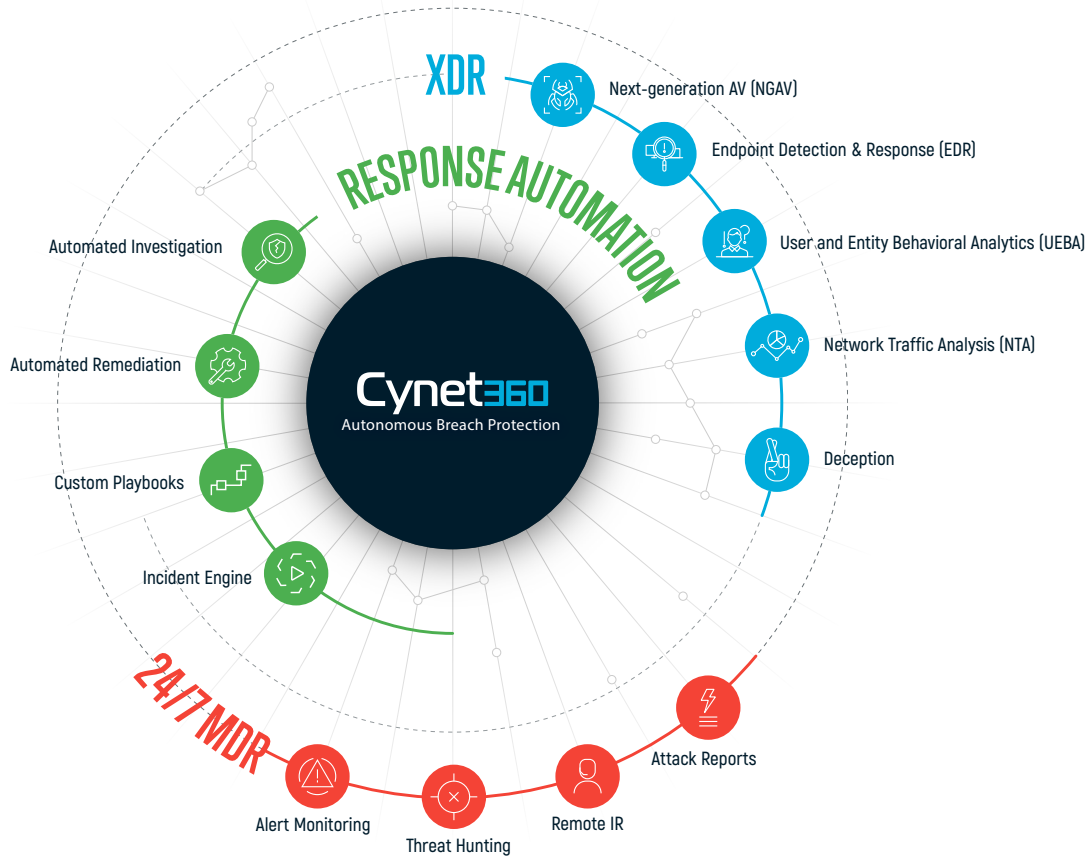 XDR
Next-generation AV (NGAV)
Endpoint Detection & Response (EDR)
User and Entity Behavioral Analytics (UEBA)
Network Traffic Analysis (NTA)
Deception
RESPONSE AUTOMATION
Automated Investigation
Automated Remediation
Custom Playbooks
Incident Engine
Cynet360
Autonomous Breach Protection
24/7 MDR
Alert Monitoring
Threat Hunting
Remote IR
Attack Reports